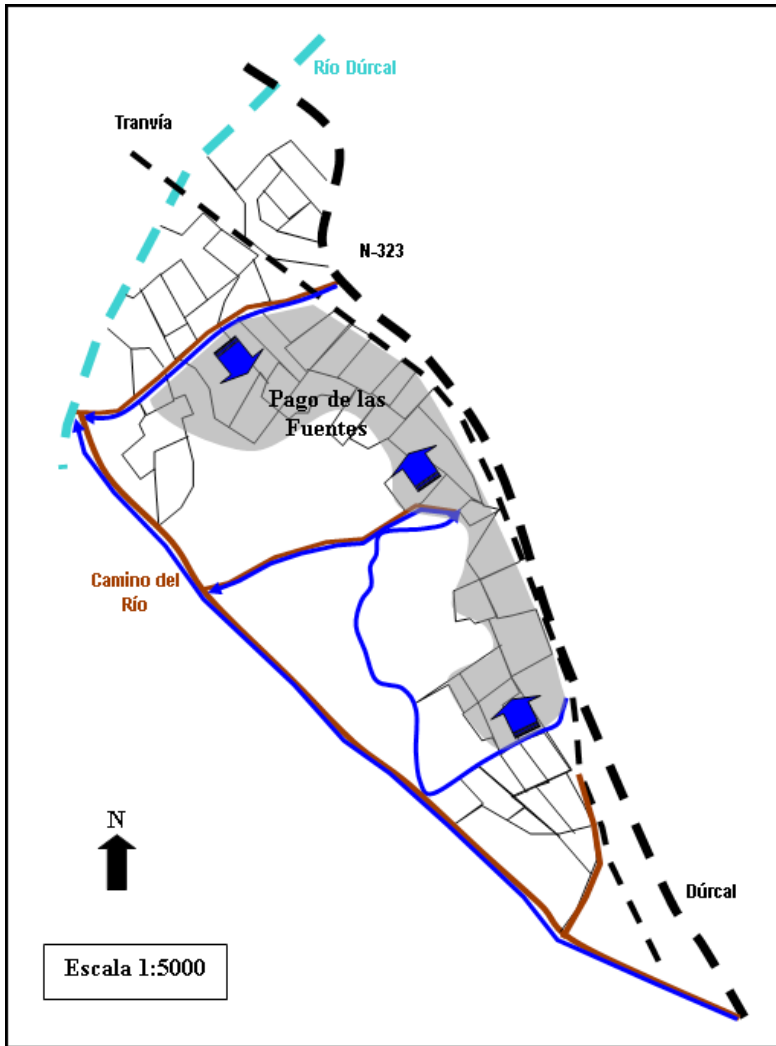 Río Dúrcal
Tranvía
N-323
Pago de las
Fuentes
Camino del
Río
N
Dúrcal
Escala 1:5000